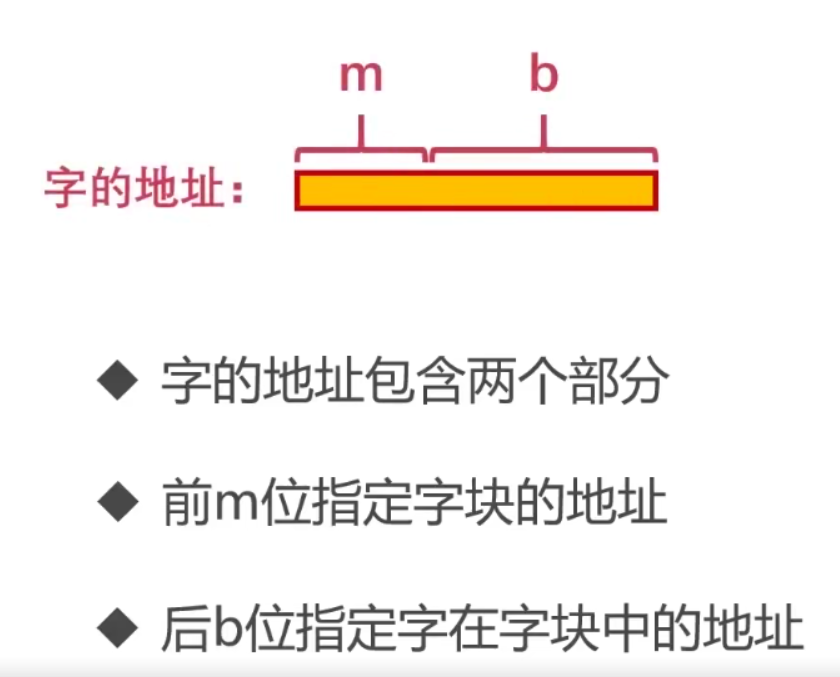 m b
字的地址:
◆ 字的地址包含两个部分
◆ 前m位指定字块的地址
◆ 后b位指定字在字块中的地址